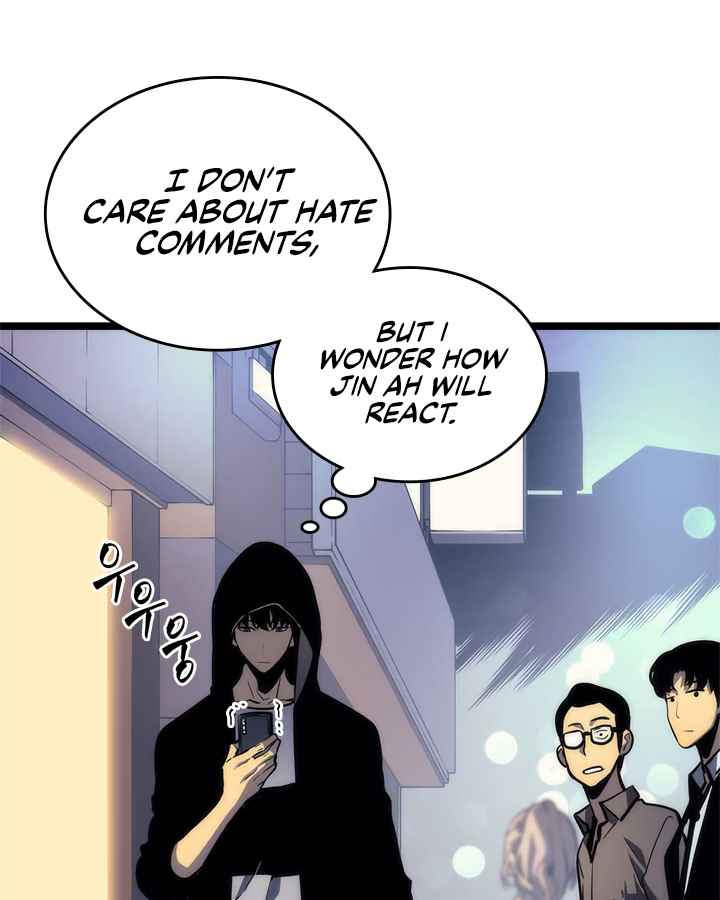 I DON'T
CARE ABOUT HATE
COMMENTS,
BUT I
WONDER HOW
JIN AH WILL
REACT.
우우웅